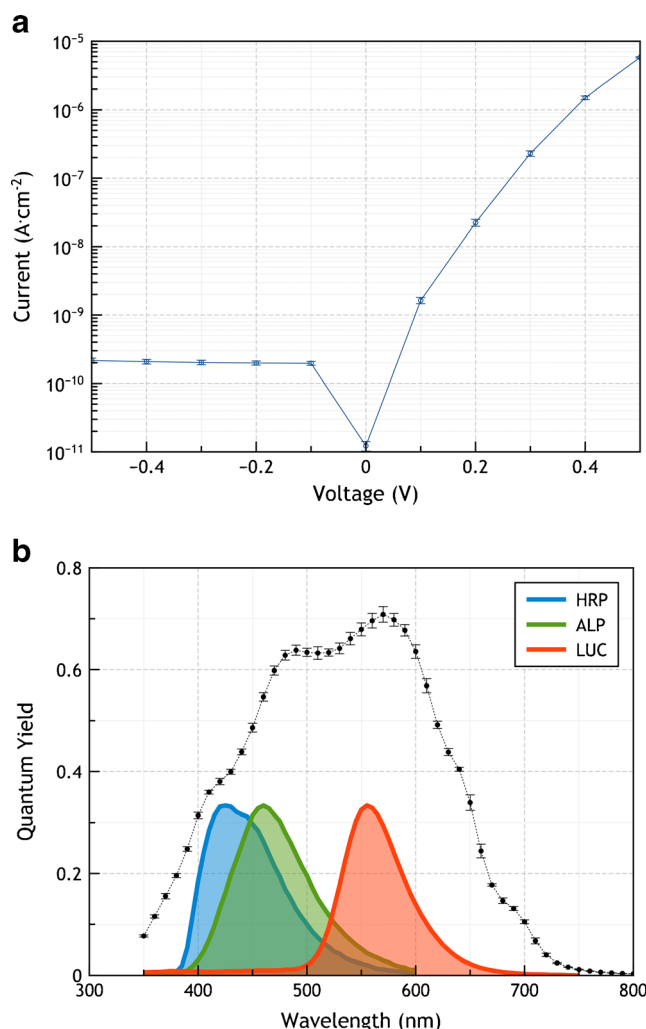 a
10⁻⁵
10⁻⁶
10⁻⁷
10⁻⁸
10⁻⁹
10⁻¹⁰
10⁻¹¹
Current (A·cm⁻²)
−0.4 −0.2 0 0.2 0.4
Voltage (V)
b
0.8
0.6
0.4
0.2
0
Quantum Yield
HRP
ALP
LUC
300 400 500 600 700 800
Wavelength (nm)